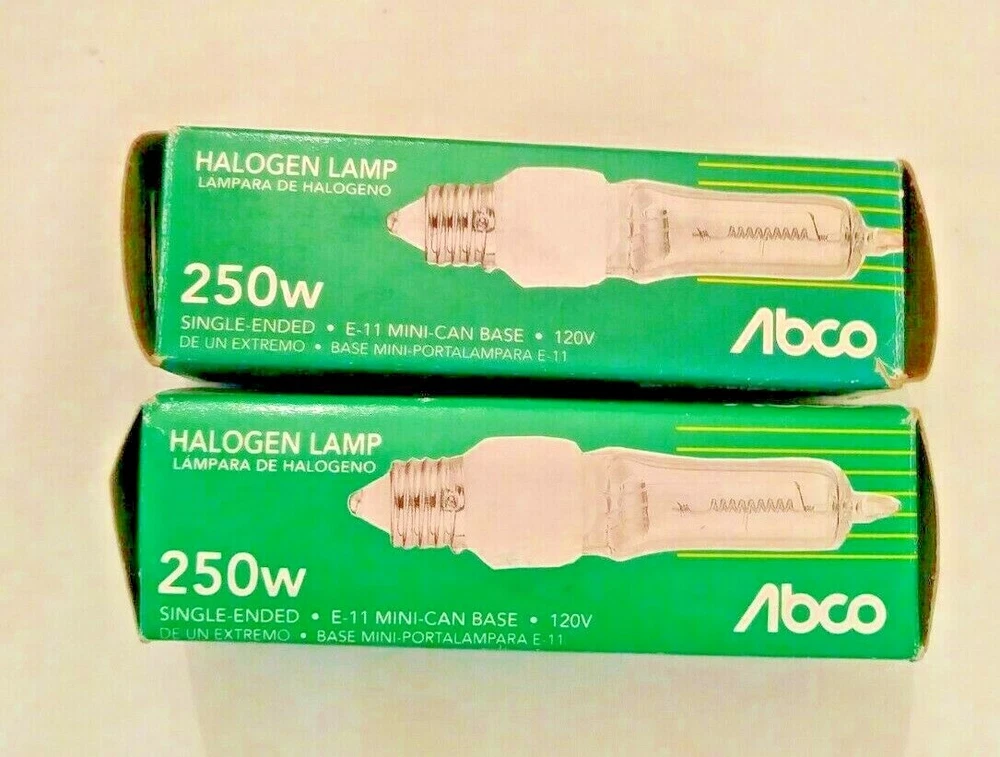 HALOGEN LAMP
LÁMPARA DE HALOGENO
250w
SINGLE-ENDED • E-11 MINI-CAN BASE • 120V
DE UN EXTREMO • BASE MINI-PORTALAMPARA E-11
Abco
HALOGEN LAMP
LÁMPARA DE HALOGENO
250w
SINGLE-ENDED • E-11 MINI-CAN BASE • 120V
DE UN EXTREMO • BASE MINI-PORTALAMPARA E-11
Abco